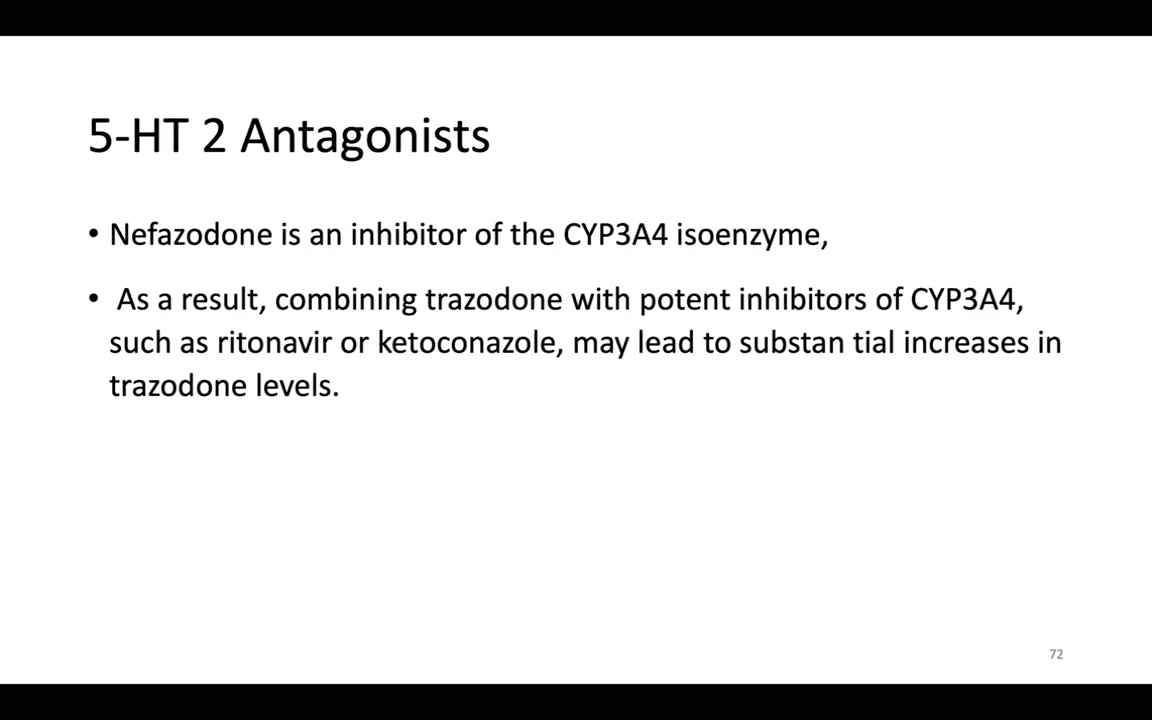 5-HT 2 Antagonists
• Nefazodone is an inhibitor of the CYP3A4 isoenzyme,
• As a result, combining trazodone with potent inhibitors of CYP3A4,
such as ritonavir or ketoconazole, may lead to substan tial increases in
trazodone levels.
72